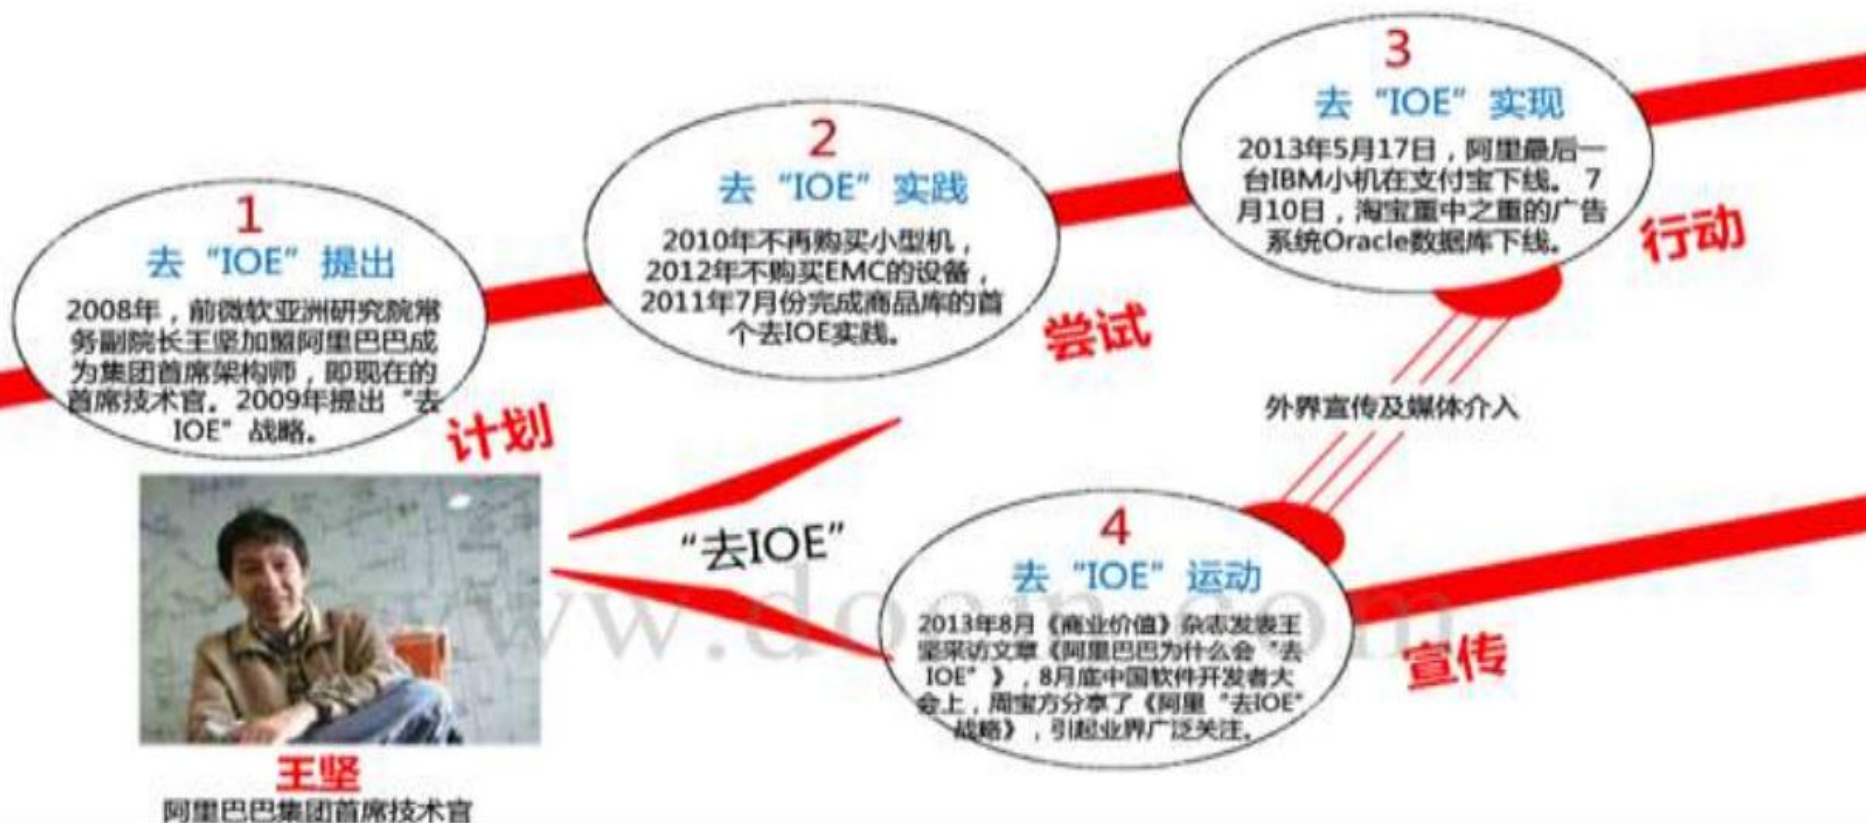 1
去“IOE”提出
2008年，前微软亚洲研究院常
务副院长王坚加盟阿里巴巴成
为集团首席架构师，即现在的
首席技术官。2009年提出“去
IOE”战略。
计划
2
去“IOE”实践
2010年不再购买小型机，
2012年不购买EMC的设备，
2011年7月份完成商品库的首
个去IOE实践。
尝试
3
去“IOE”实现
2013年5月17日，阿里最后一
台IBM小机在支付宝下线。7
月10日，淘宝重中之重的广告
系统Oracle数据库下线。
行动
外界宣传及媒体介入
“去IOE”
4
去“IOE”运动
2013年8月《商业价值》杂志发表王
坚采访文章《阿里巴巴为什么会“去
IOE”》，8月底中国软件开发者大
会上，周宝方分享了《阿里“去IOE”
战略》，引起业界广泛关注。
宣传
王坚
阿里巴巴集团首席技术官
www.docin.com